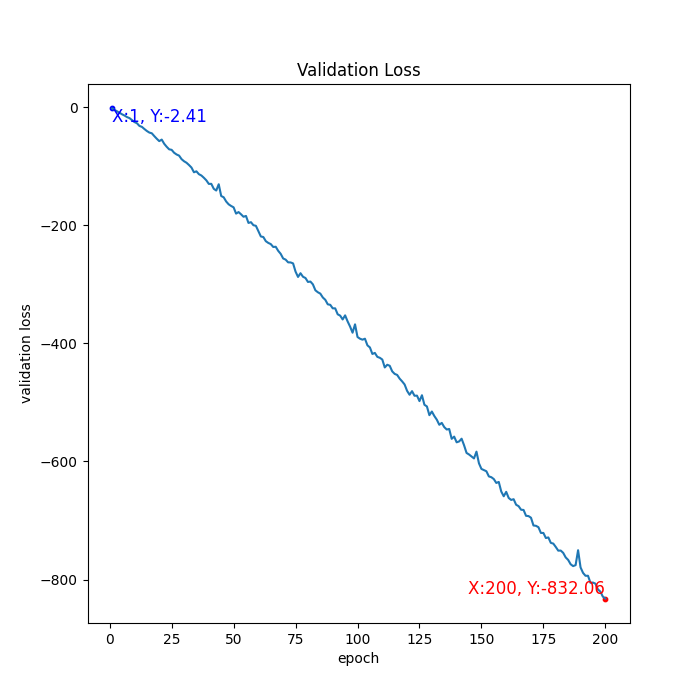 Validation Loss
X:1, Y:-2.41
X:200, Y:-832.06
validation loss
0
−200
−400
−600
−800
0 25 50 75 100 125 150 175 200
epoch